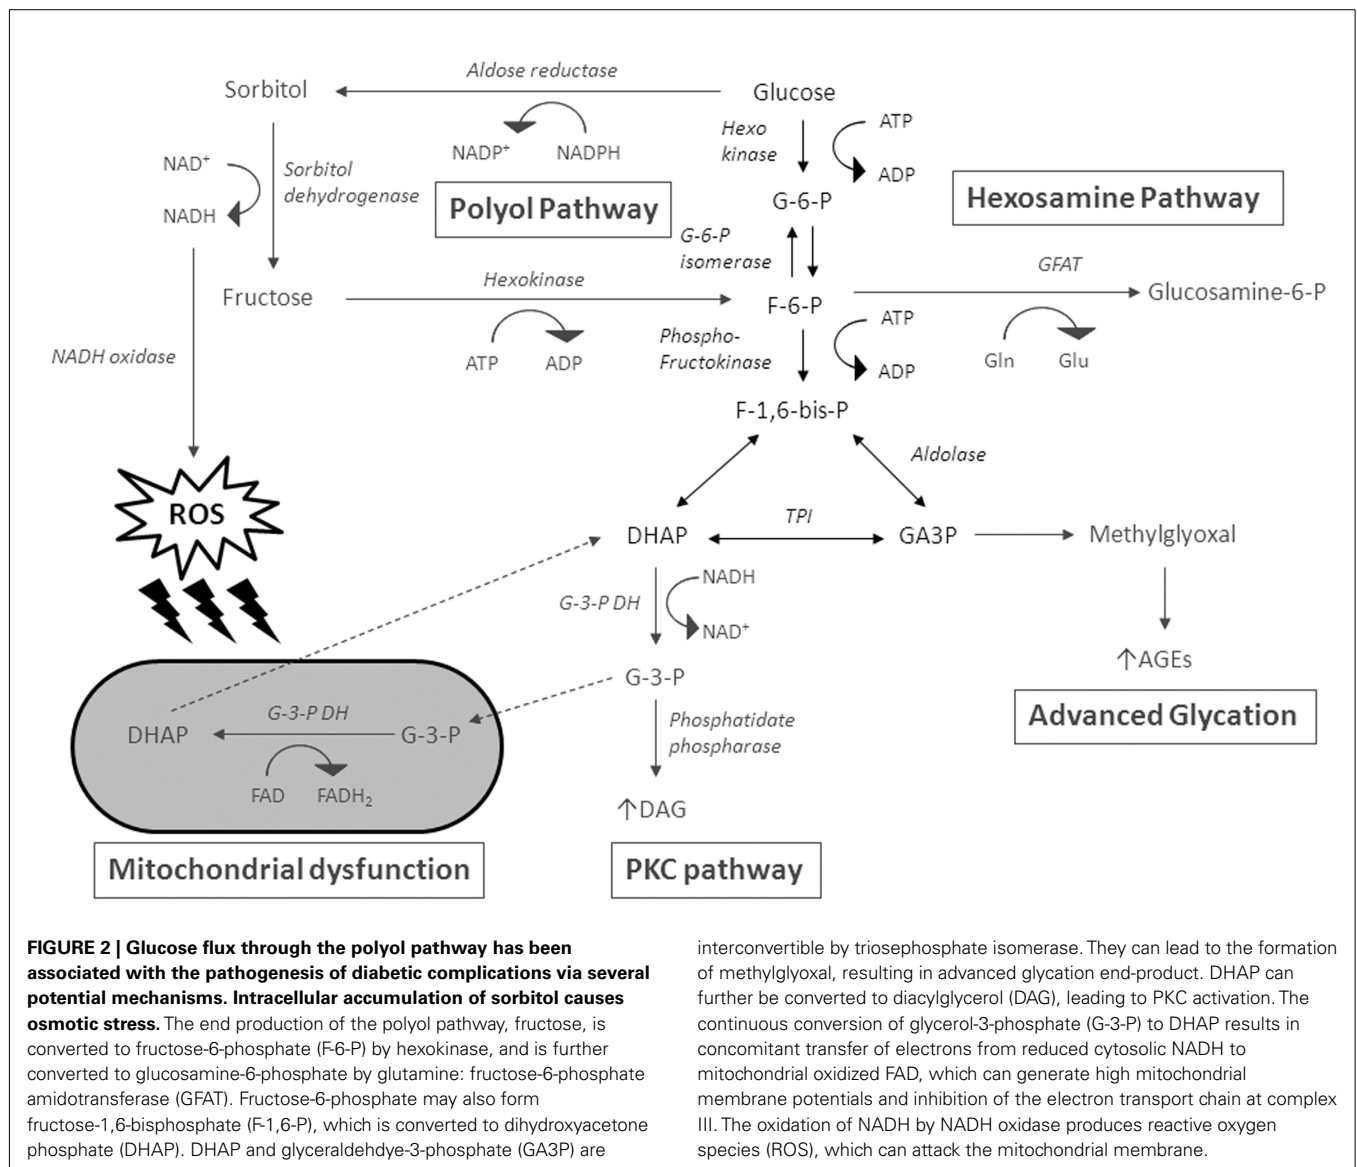 Aldose reductase
Sorbitol
Glucose
NADP⁺
NADPH
Hexo
kinase
ATP
ADP
NAD⁺
NADH
Sorbitol
dehydrogenase
Polyol Pathway
G-6-P
Hexosamine Pathway
G-6-P
isomerase
Fructose
Hexokinase
ATP
ADP
F-6-P
GFAT
Glucosamine-6-P
Gln
Glu
NADH oxidase
Phospho-
Fructokinase
ATP
ADP
F-1,6-bis-P
Aldolase
ROS
DHAP
TPI
GA3P
Methylglyoxal
G-3-P DH
NADH
NAD⁺
↑AGEs
Advanced Glycation
G-3-P
Phosphatidate
phospharase
DHAP
G-3-P DH
G-3-P
FAD
FADH₂
↑DAG
Mitochondrial dysfunction
PKC pathway
FIGURE 2 | Glucose flux through the polyol pathway has been
associated with the pathogenesis of diabetic complications via several
potential mechanisms. Intracellular accumulation of sorbitol causes
osmotic stress. The end production of the polyol pathway, fructose, is
converted to fructose-6-phosphate (F-6-P) by hexokinase, and is further
converted to glucosamine-6-phosphate by glutamine: fructose-6-phosphate
amidotransferase (GFAT). Fructose-6-phosphate may also form
fructose-1,6-bisphosphate (F-1,6-P), which is converted to dihydroxyacetone
phosphate (DHAP). DHAP and glyceraldehdye-3-phosphate (GA3P) are
interconvertible by triosephosphate isomerase. They can lead to the formation
of methylglyoxal, resulting in advanced glycation end-product. DHAP can
further be converted to diacylglycerol (DAG), leading to PKC activation. The
continuous conversion of glycerol-3-phosphate (G-3-P) to DHAP results in
concomitant transfer of electrons from reduced cytosolic NADH to
mitochondrial oxidized FAD, which can generate high mitochondrial
membrane potentials and inhibition of the electron transport chain at complex
III. The oxidation of NADH by NADH oxidase produces reactive oxygen
species (ROS), which can attack the mitochondrial membrane.